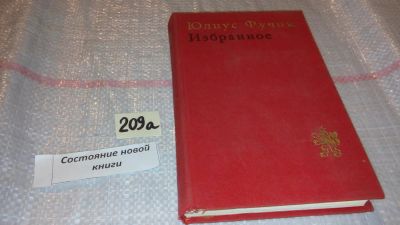 Юлиус Фучик
Избранное
209а
Состояние новой
книги